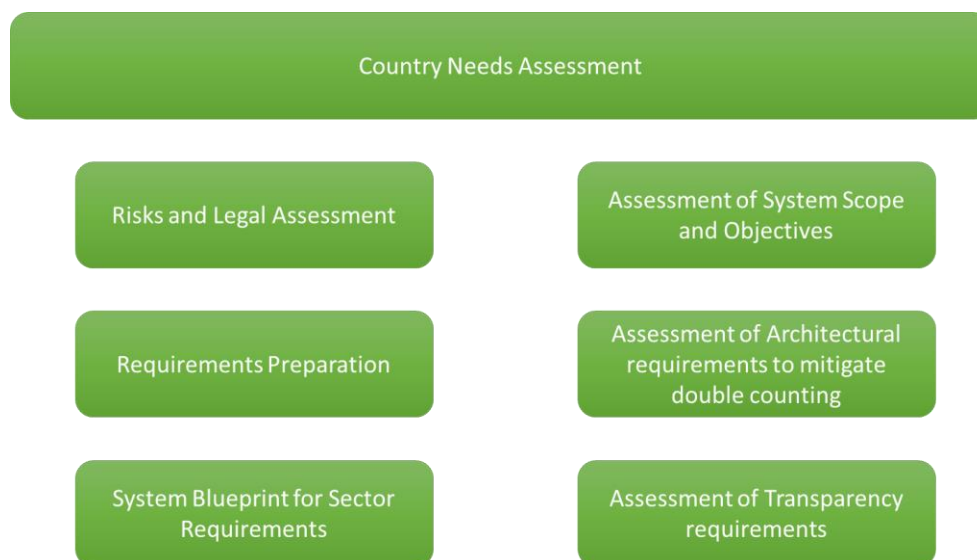 Country Needs Assessment
Risks and Legal Assessment
Assessment of System Scope
and Objectives
Requirements Preparation
Assessment of Architectural
requirements to mitigate
double counting
System Blueprint for Sector
Requirements
Assessment of Transparency
requirements